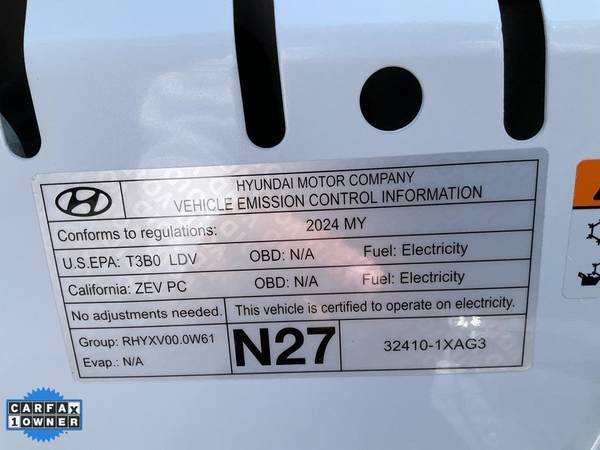 HYUNDAI MOTOR COMPANY
VEHICLE EMISSION CONTROL INFORMATION
Conforms to regulations: 2024 MY
U.S.EPA: T3B0 LDV OBD: N/A Fuel: Electricity
California: ZEV PC OBD: N/A Fuel: Electricity
No adjustments needed. This vehicle is certified to operate on electricity.
Group: RHYXV00.0W61
Evap.: N/A
N27
32410-1XAG3
CARFAX
1 OWNER